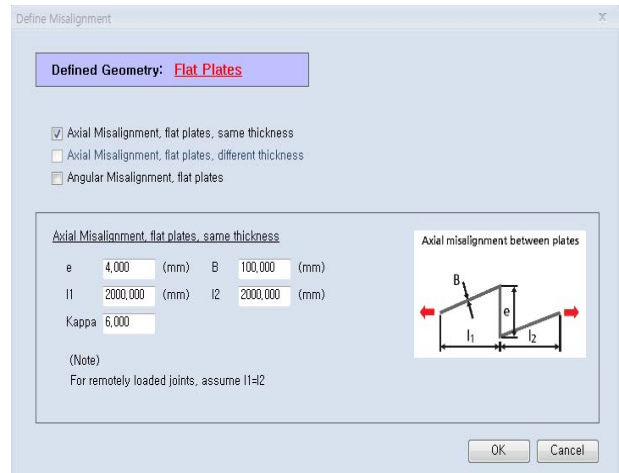 Define Misalignment x
Defined Geometry: Flat Plates
Axial Misalignment, flat plates, same thickness
Axial Misalignment, flat plates, different thickness
Angular Misalignment, flat plates
Axial Misalignment, flat plates, same thickness
e 4,000 (mm) B 100,000 (mm)
l1 2000,000 (mm) l2 2000,000 (mm)
Kappa 6,000
(Note)
For remotely loaded joints, assume l1=l2
Axial misalignment between plates
B
e
l1 l2
OK Cancel